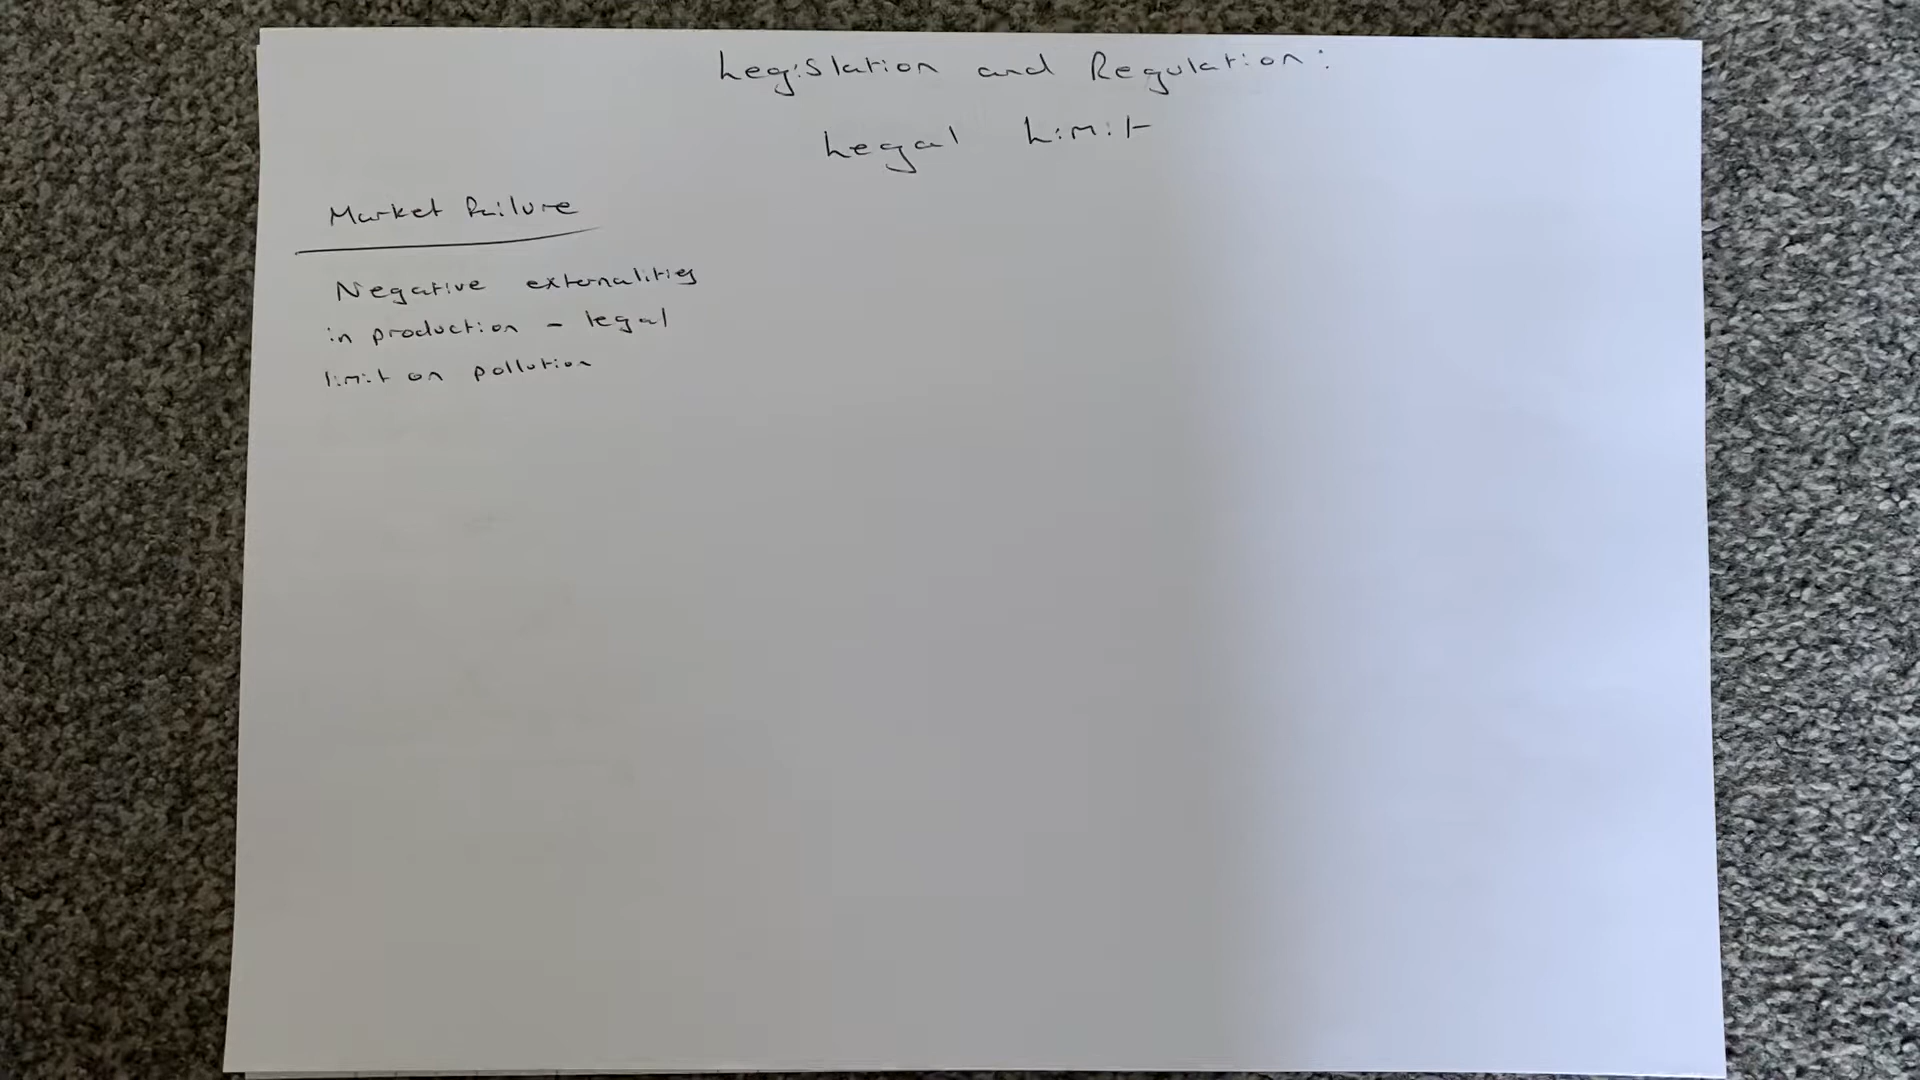 Legislation and Regulation:
Legal Limit
Market Failure
Negative externalities
in production - legal
limit on pollution